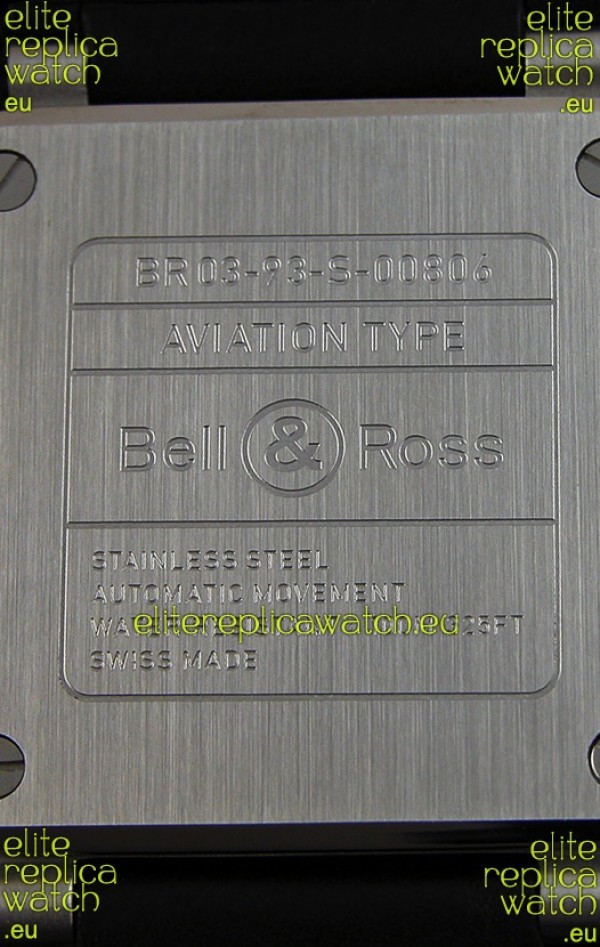 elite replica watch .eu
elite replica watch .eu
BR 03-93-S-00806
AVIATION TYPE
Bell & Ross
STAINLESS STEEL
AUTOMATIC MOVEMENT
elitereplicawatch.eu
SWISS MADE
elite replica watch .eu
elite replica watch .eu